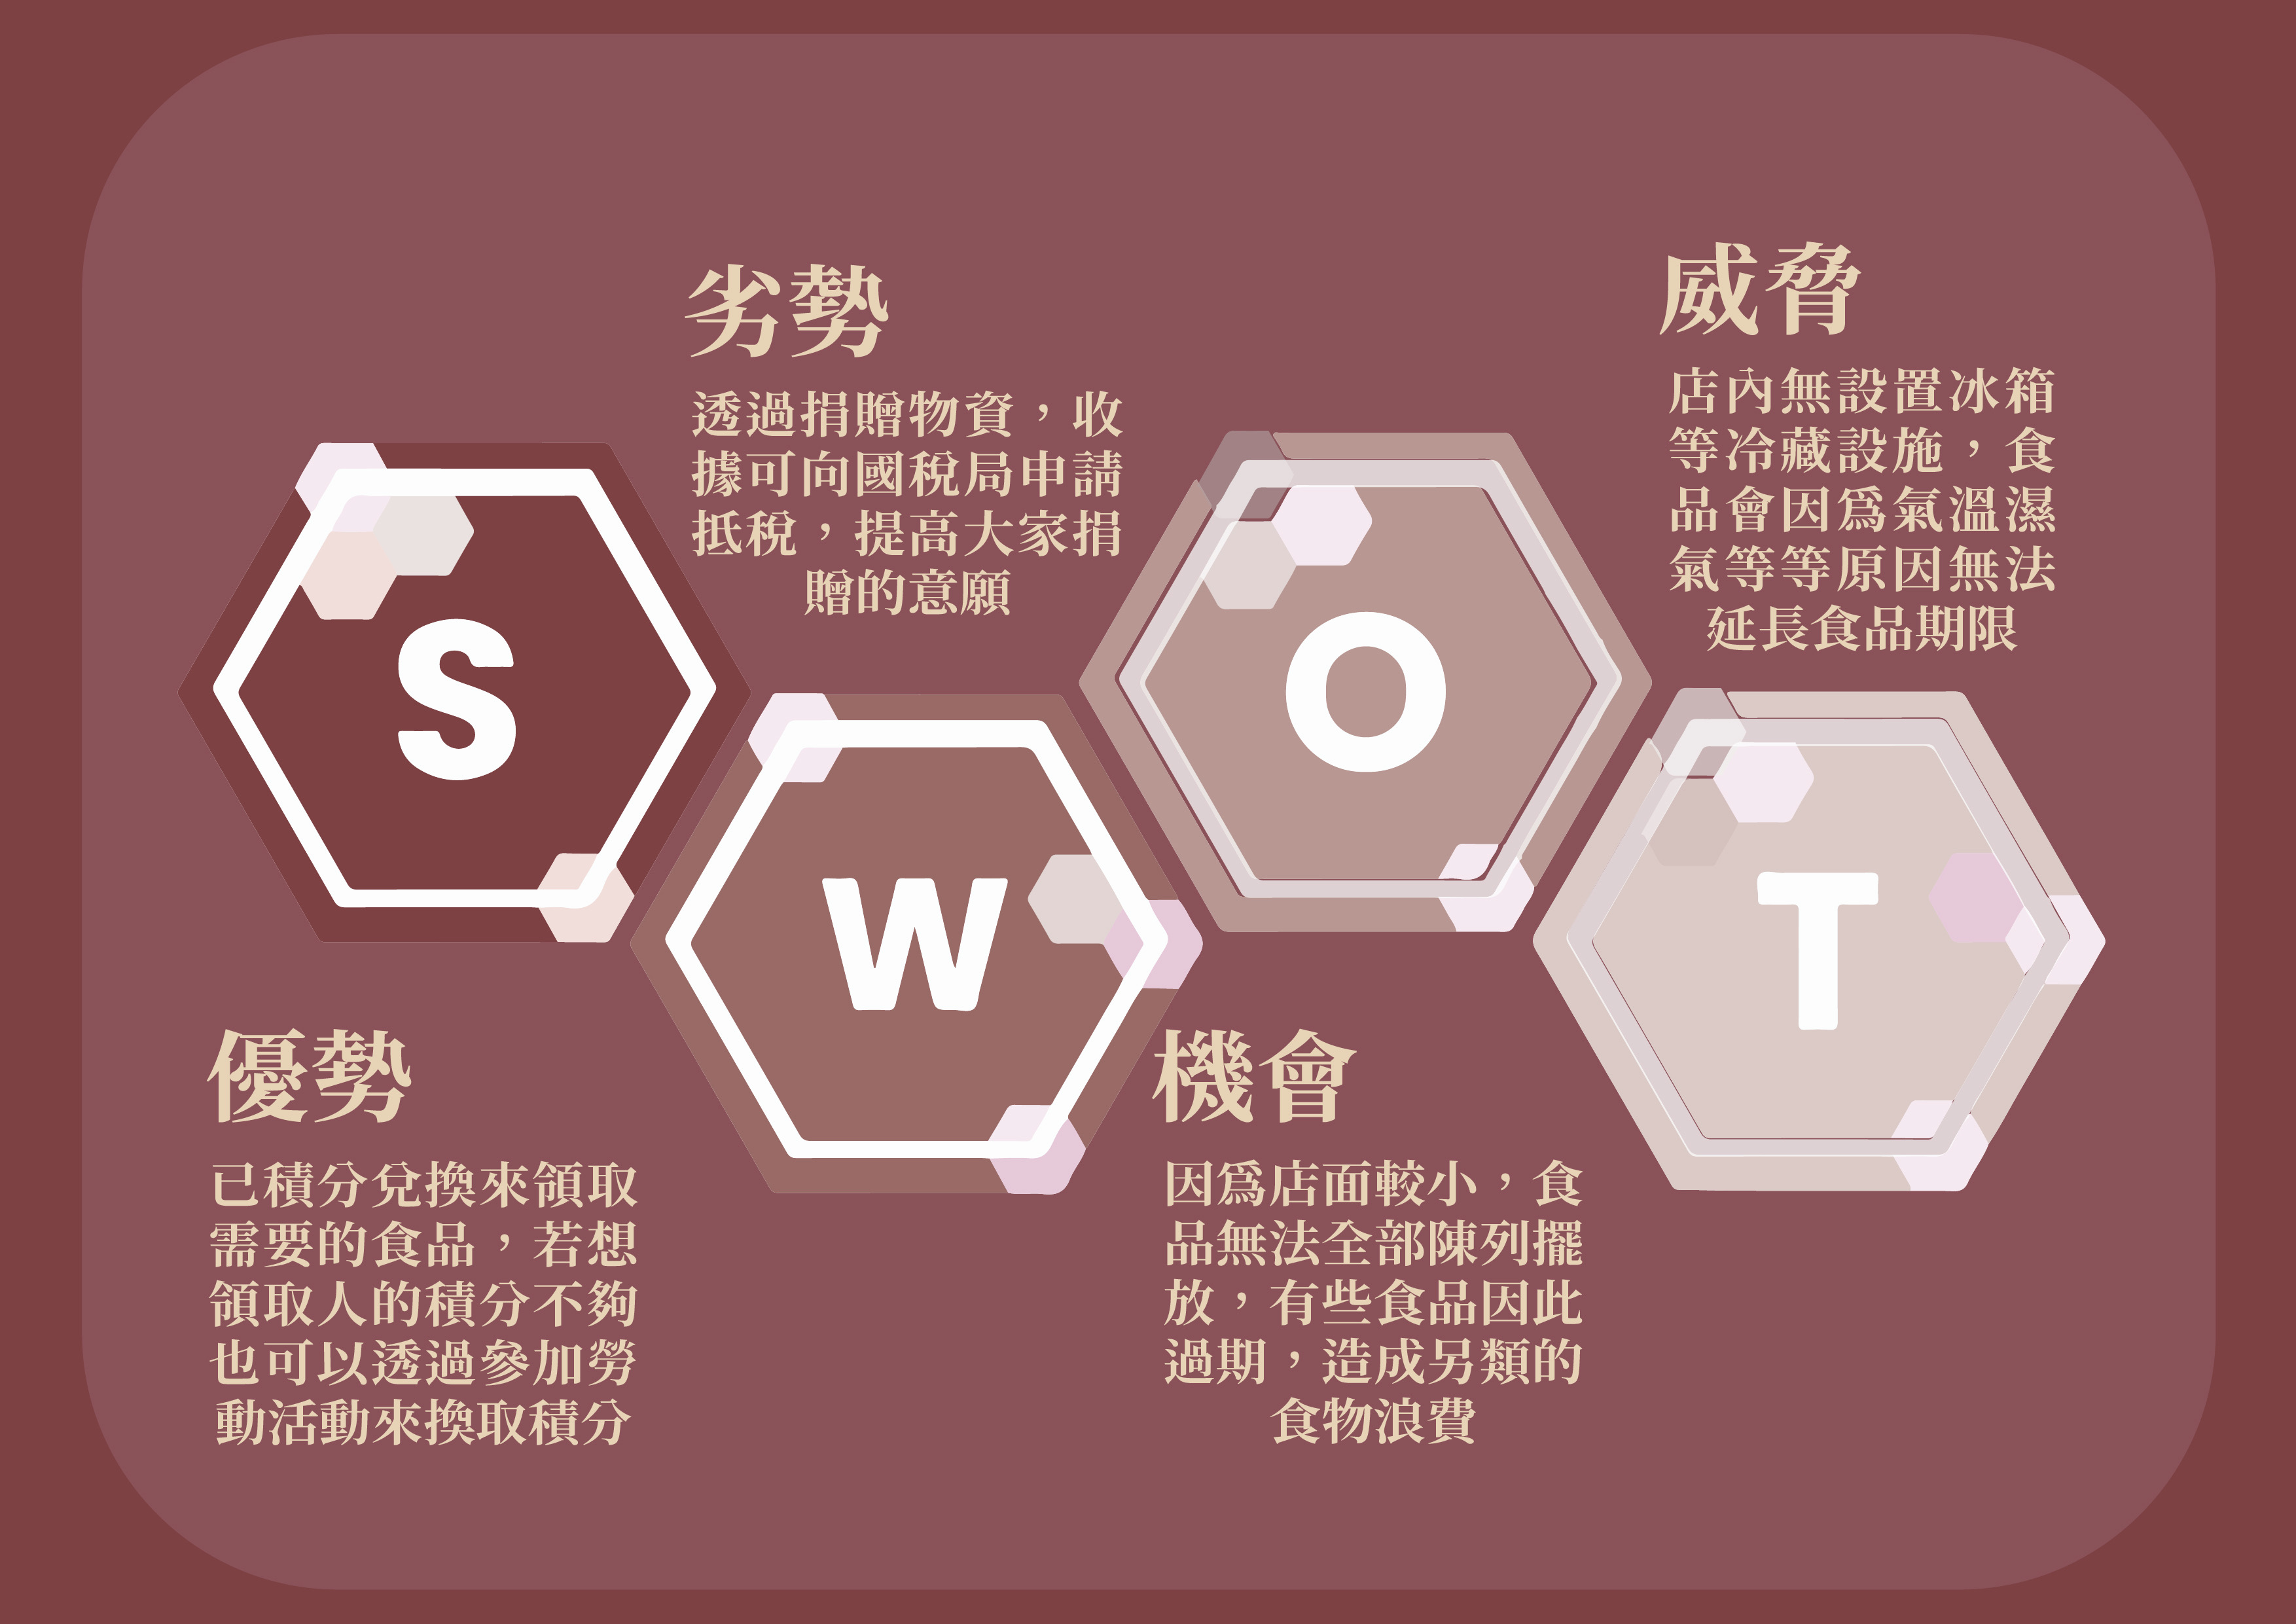 S
優勢
已積分兌換來領取
需要的食品，若想
領取人的積分不夠
也可以透過參加勞
動活動來換取積分
W
劣勢
透過捐贈物資，收
據可向國稅局申請
抵稅，提高大家捐
贈的意願
O
機會
因為店面較小，食
品無法全部陳列擺
放，有些食品因此
過期，造成另類的
食物浪費
T
威脅
店內無設置冰箱
等冷藏設施，食
品會因為氣溫濕
氣等等原因無法
延長食品期限